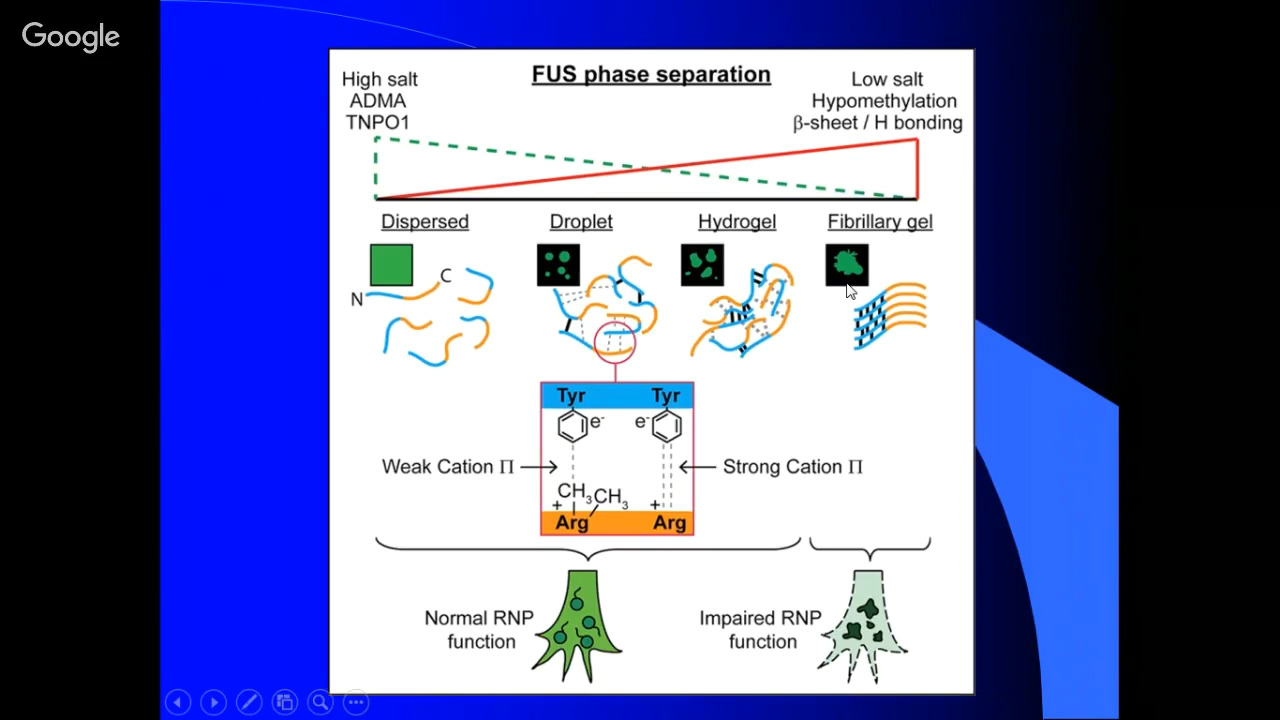 Google
FUS phase separation
High salt
ADMA
TNPO1
Low salt
Hypomethylation
β-sheet / H bonding
Dispersed
Droplet
Hydrogel
Fibrillary gel
N
C
Tyr
Tyr
e-
e-
Weak Cation Π
Strong Cation Π
CH3
CH3
+
+
Arg
Arg
Normal RNP
function
Impaired RNP
function